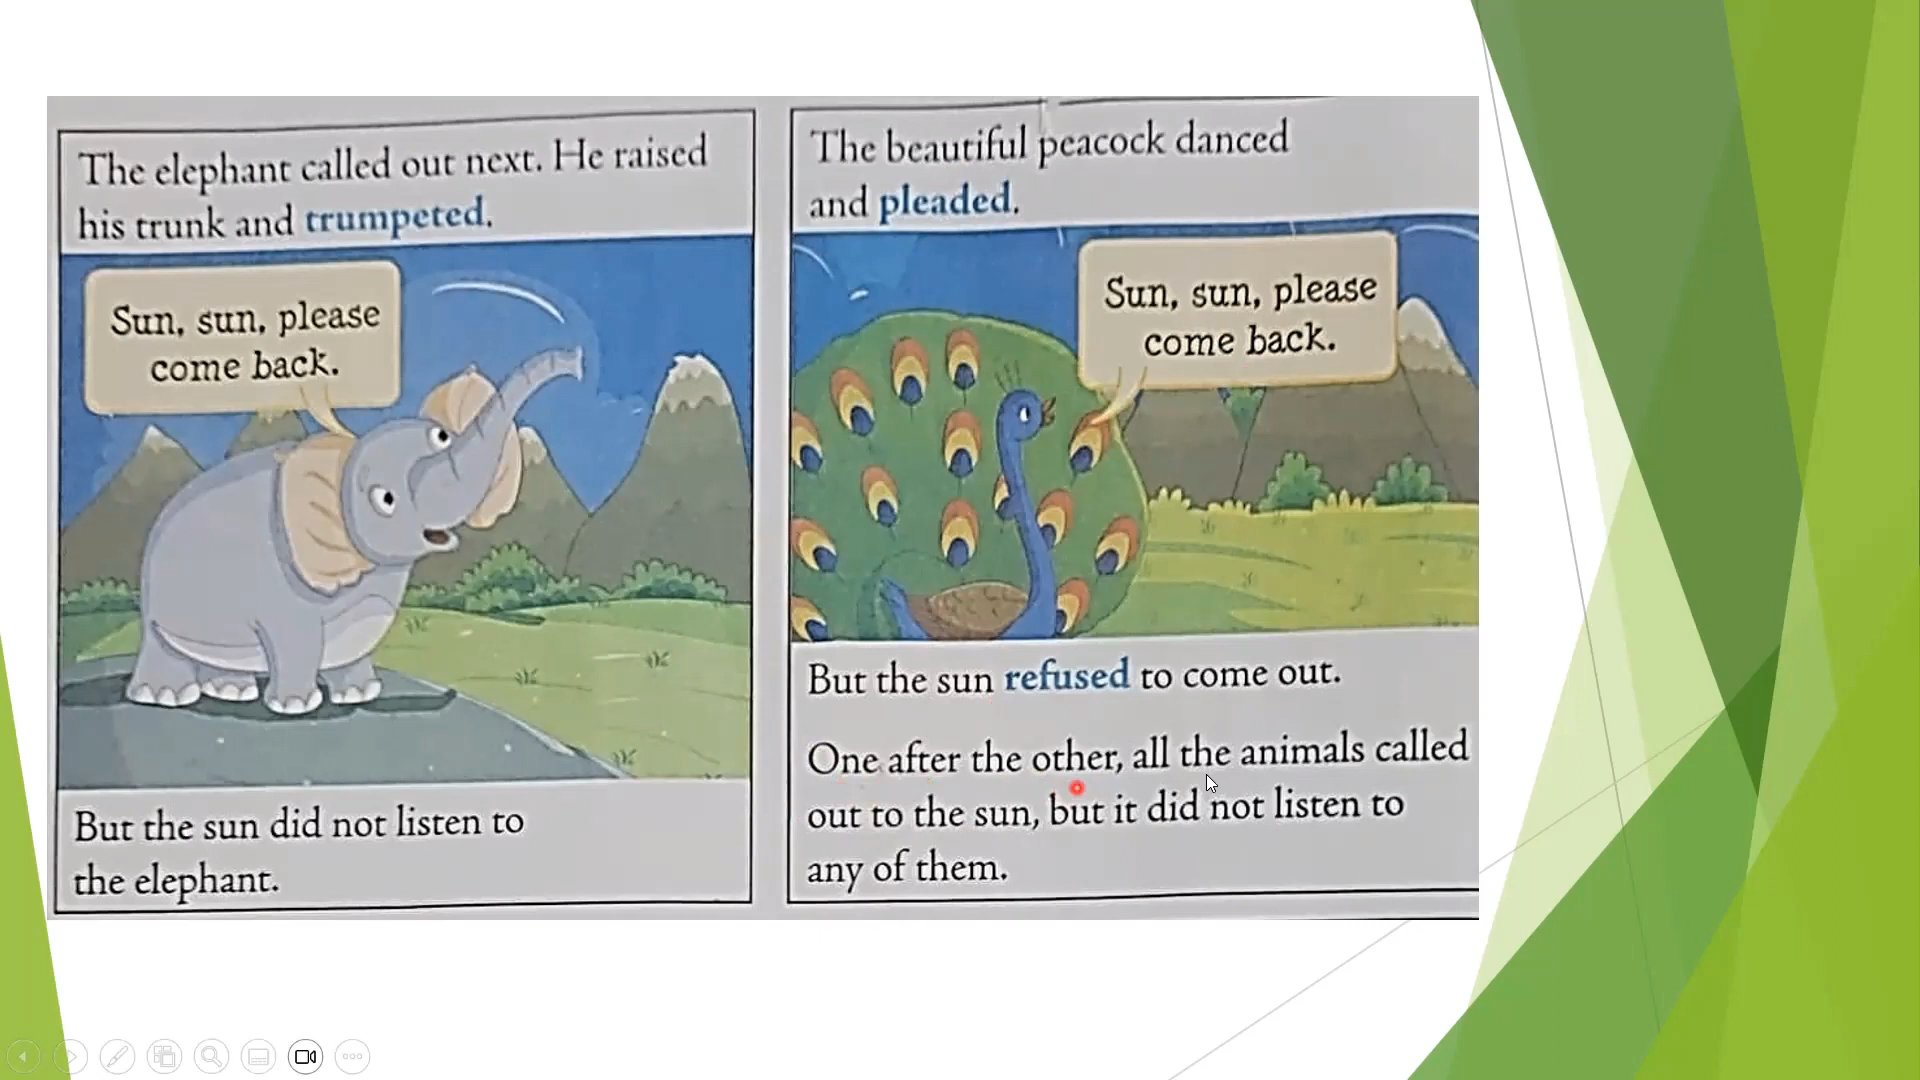 The elephant called out next. He raised
his trunk and trumpeted.
Sun, sun, please
come back.
But the sun did not listen to
the elephant.
The beautiful peacock danced
and pleaded.
Sun, sun, please
come back.
But the sun refused to come out.
One after the other, all the animals called
out to the sun, but it did not listen to
any of them.